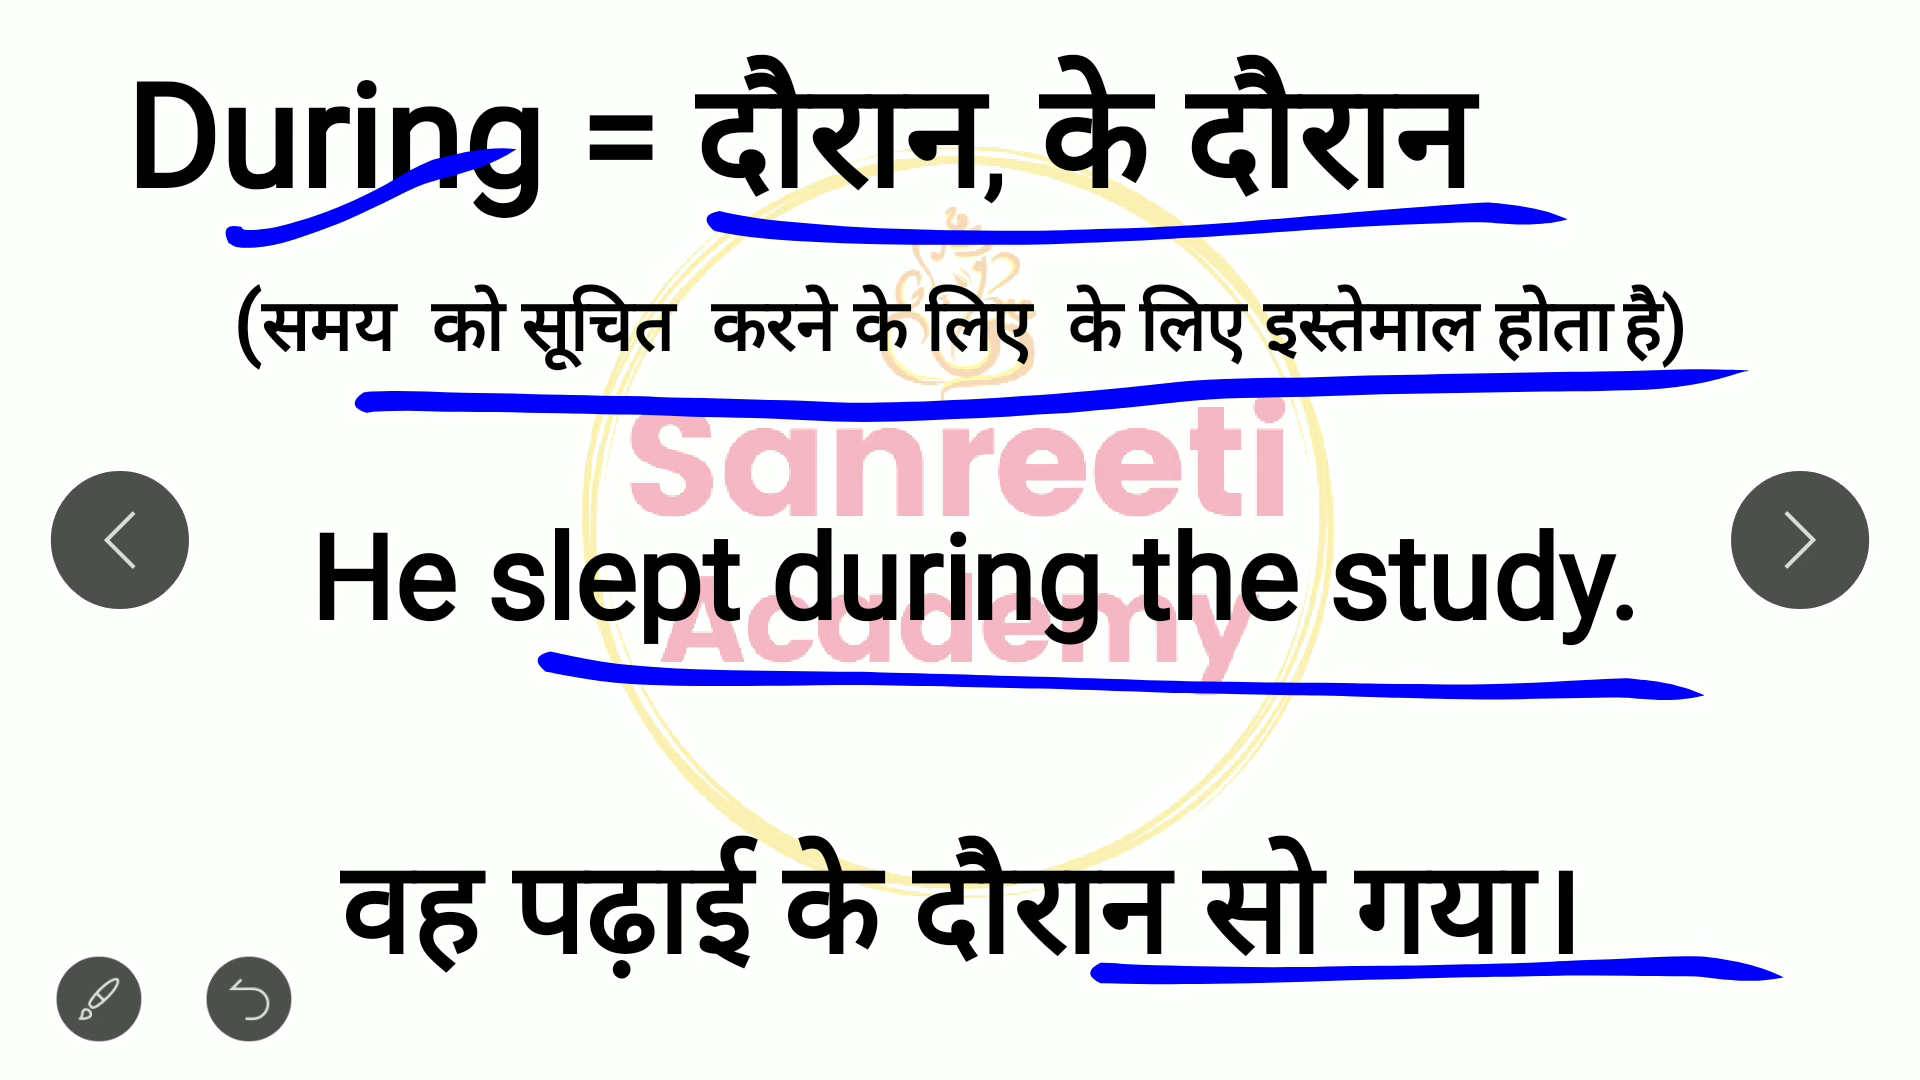 During = दौरान, के दौरान
(समय को सूचित करने के लिए के लिए इस्तेमाल होता है)
Sanreeti
He slept during the study.
Academy
वह पढ़ाई के दौरान सो गया।